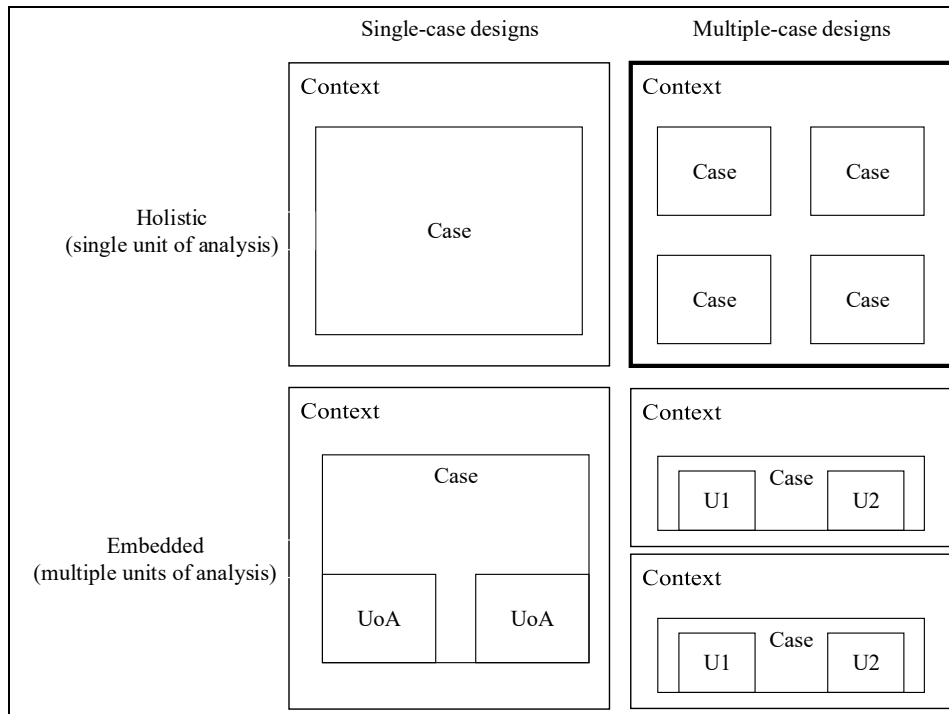 Single-case designs
Multiple-case designs
Context
Context
Case
Case
Case
Holistic
(single unit of analysis)
Case
Case
Case
Context
Context
Case
Case
U1
U2
Embedded
(multiple units of analysis)
UoA
UoA
Context
Case
U1
U2